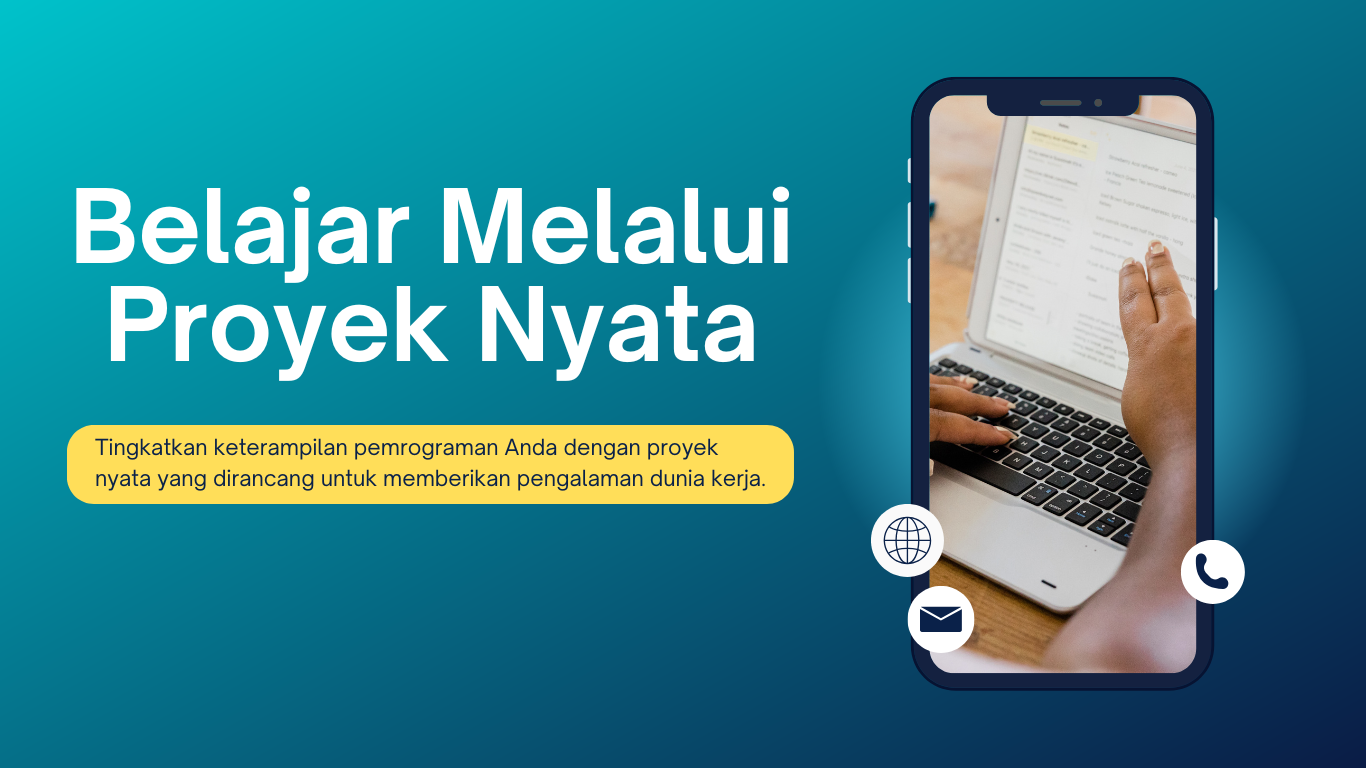 Belajar Melalui
Proyek Nyata
Tingkatkan keterampilan pemrograman Anda dengan proyek
nyata yang dirancang untuk memberikan pengalaman dunia kerja.